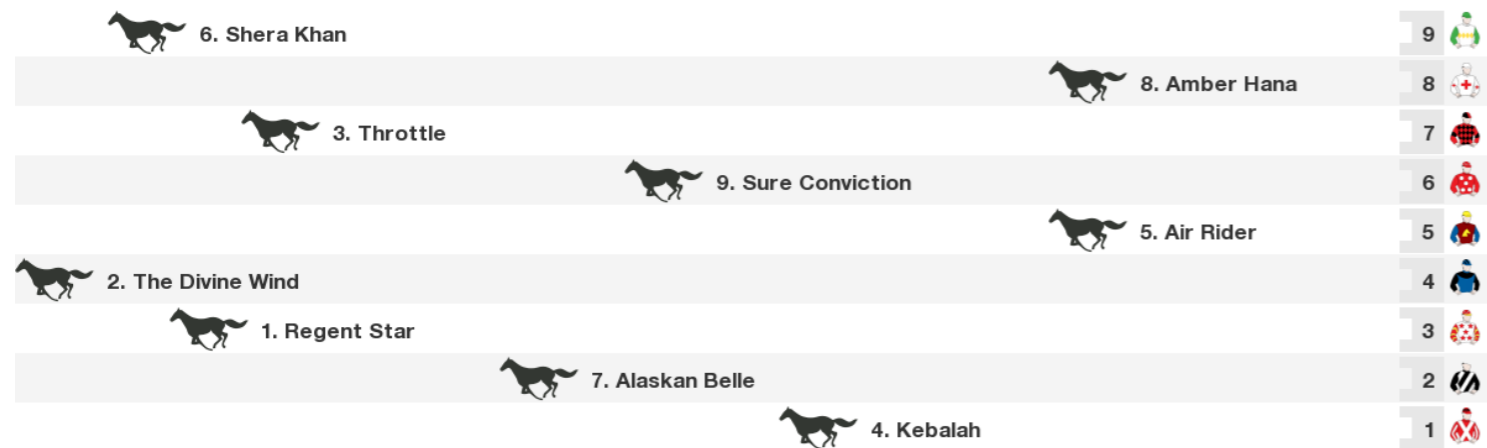 6. Shera Khan 9
8. Amber Hana 8
3. Throttle 7
9. Sure Conviction 6
5. Air Rider 5
2. The Divine Wind 4
1. Regent Star 3
7. Alaskan Belle 2
4. Kebalah 1